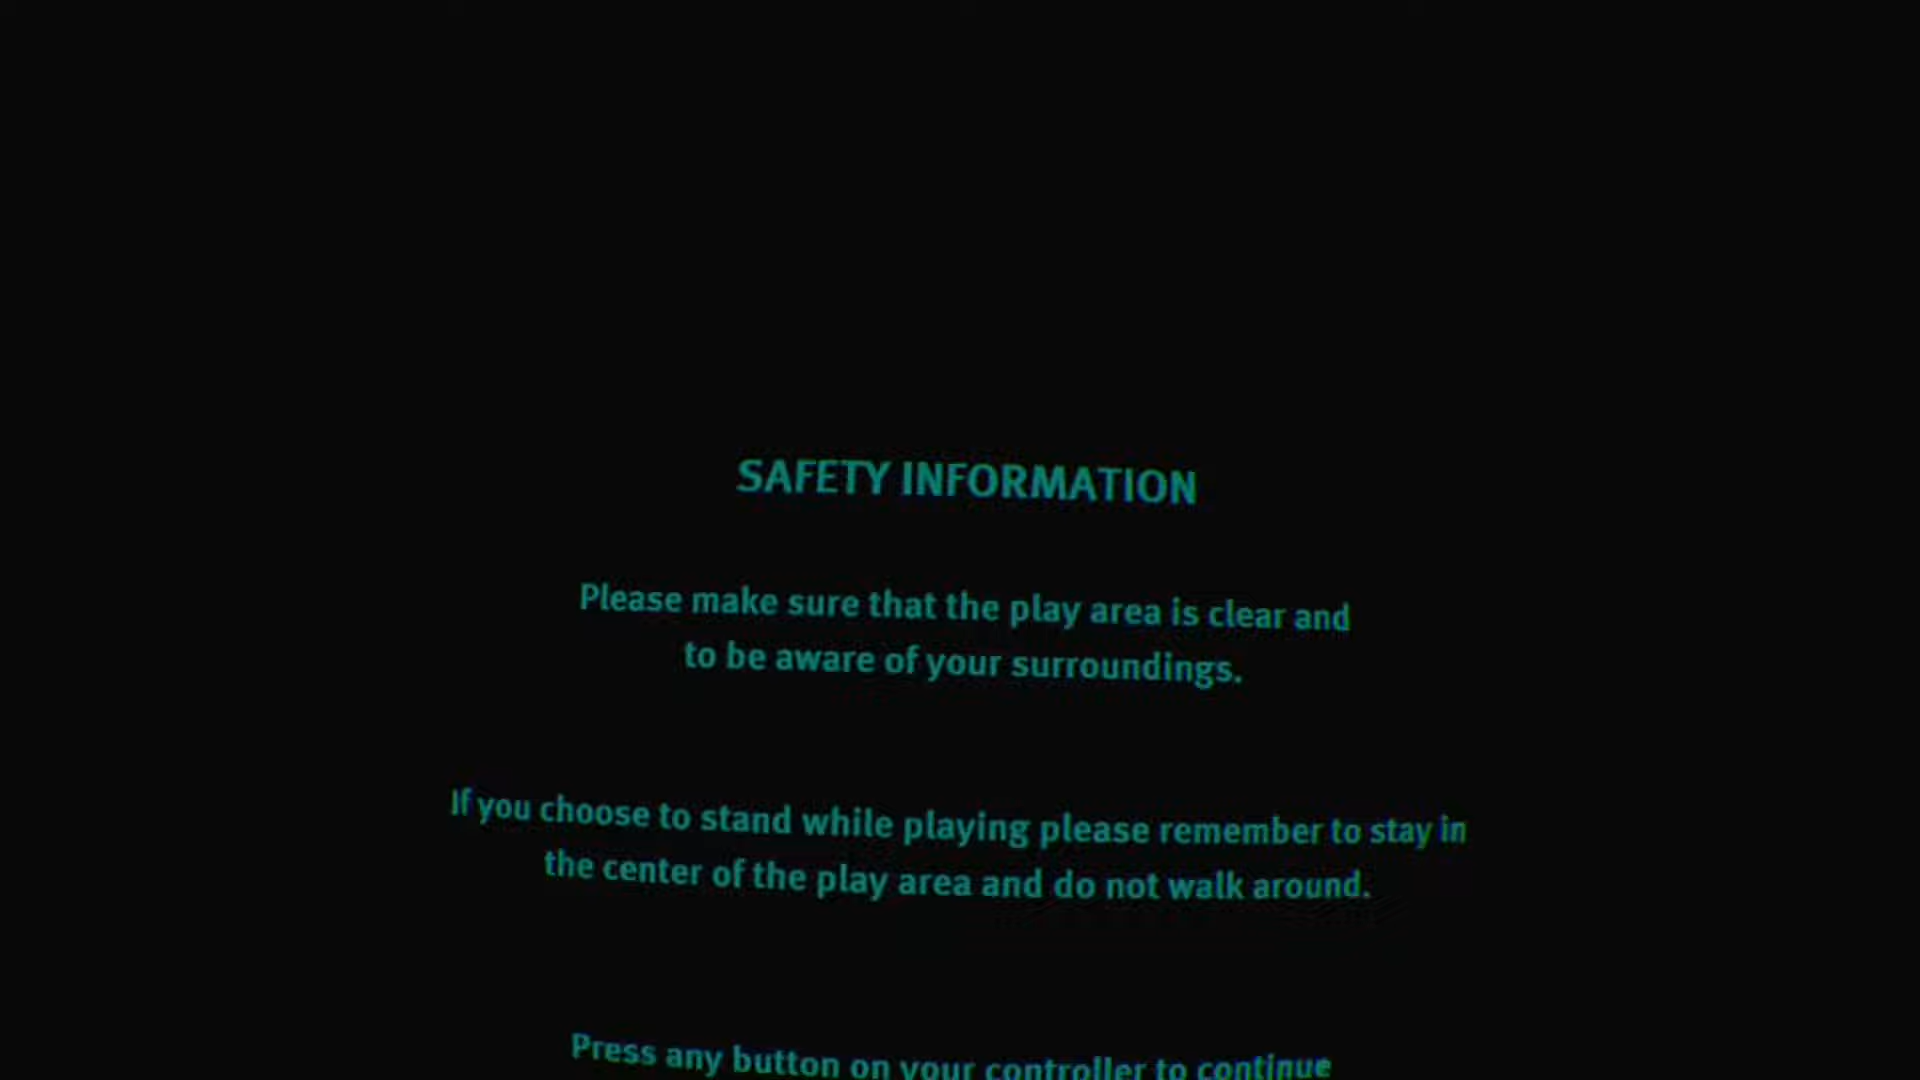 SAFETY INFORMATION
Please make sure that the play area is clear and
to be aware of your surroundings.
If you choose to stand while playing please remember to stay in
the center of the play area and do not walk around.
Press any button on your controller to continue